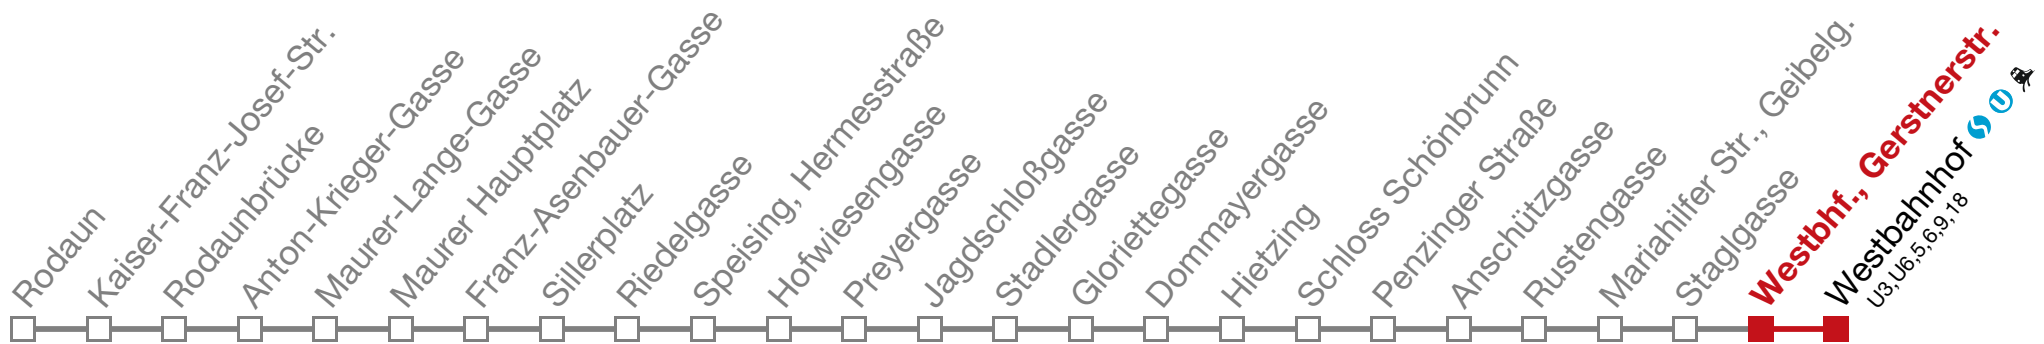 Rodaun
Kaiser-Franz-Josef-Str.
Rodaunbrücke
Anton-Krieger-Gasse
Maurer-Lange-Gasse
Maurer Hauptplatz
Franz-Asenbauer-Gasse
Sillerplatz
Riedelgasse
Speising, Hermesstraße
Hofwiesengasse
Preyergasse
Jagdschloßgasse
Stadlergasse
Gloriettegasse
Dommayergasse
Hietzing
Schloss Schönbrunn
Penzinger Straße
Anschützgasse
Rustengasse
Mariahilfer Str., Geibelg.
Staglgasse
Westbhf., Gerstnerstr.
Westbahnhof S U
U3, U6,5,6,9,18